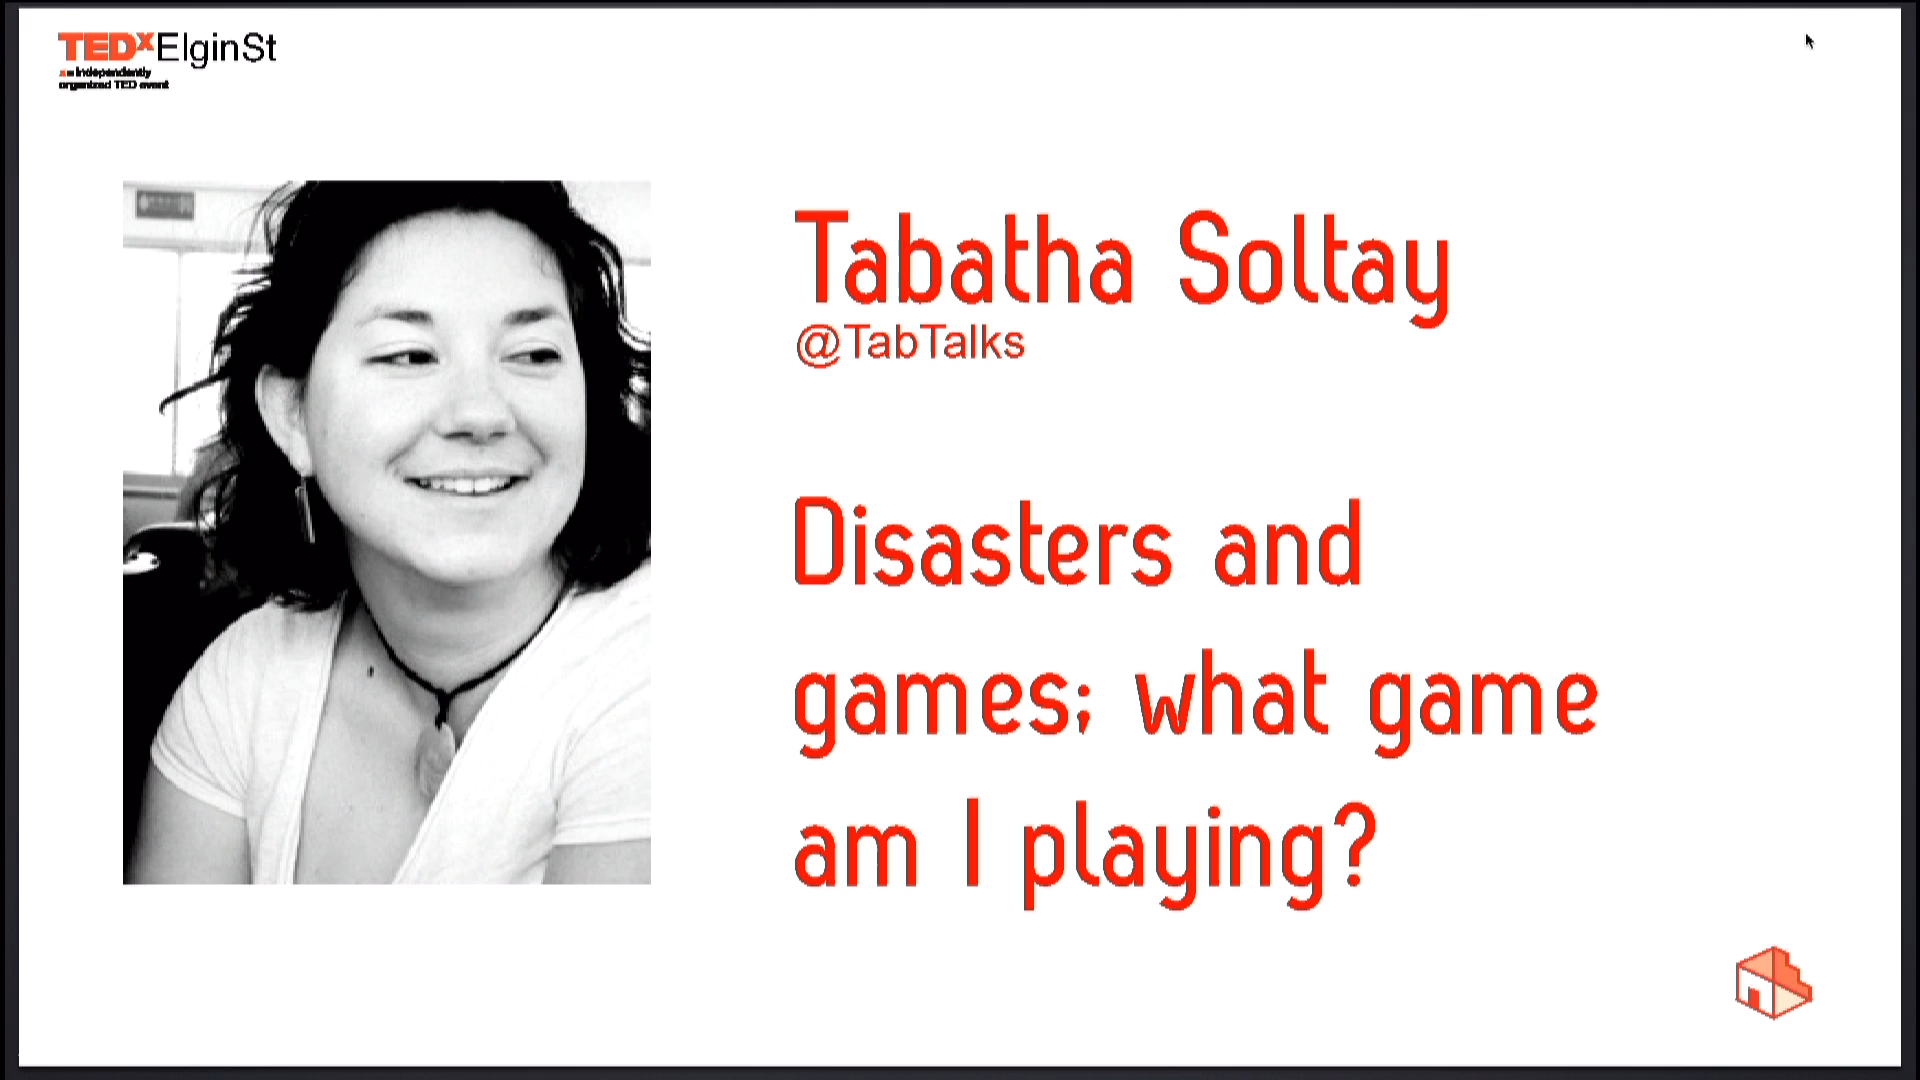 TEDxElginSt
x = independently
organized TED event
Tabatha Soltay
@TabTalks
Disasters and
games; what game
am I playing?